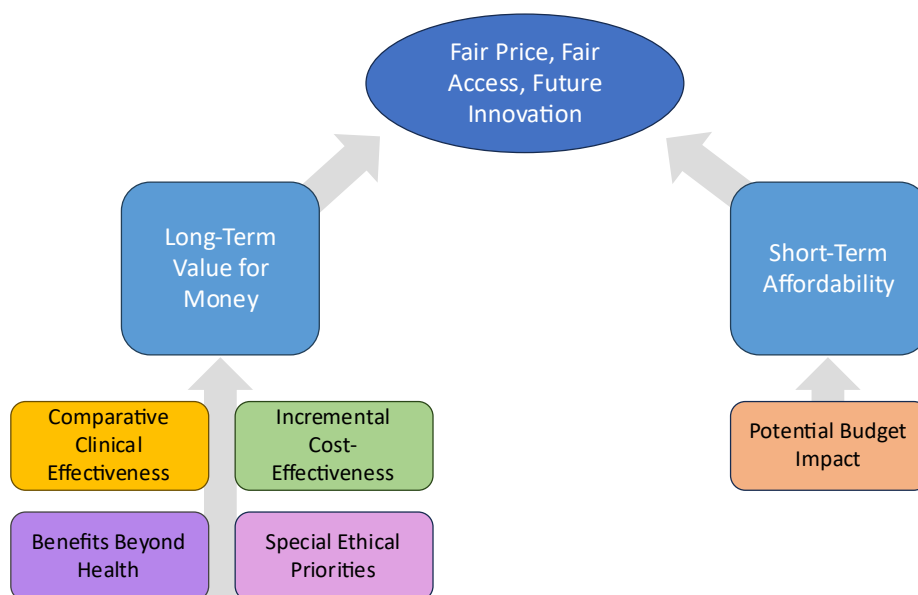 Fair Price, Fair
Access, Future
Innovation
Long-Term
Value for
Money
Short-Term
Affordability
Comparative
Clinical
Effectiveness
Incremental
Cost-
Effectiveness
Potential Budget
Impact
Benefits Beyond
Health
Special Ethical
Priorities